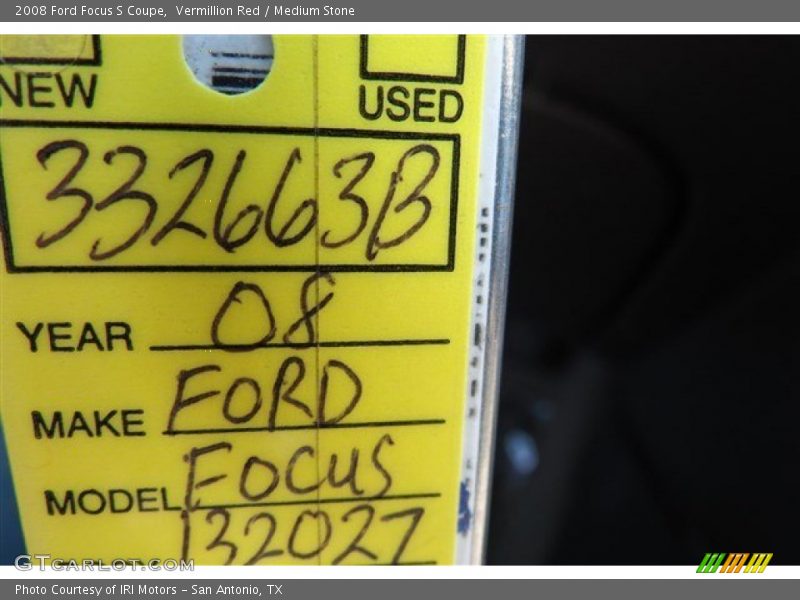 2008 Ford Focus S Coupe, Vermillion Red / Medium Stone
NEW USED
332663B
YEAR 08
MAKE FORD
MODEL FOCUS
132027
GTcarlot.com
Photo Courtesy of IRI Motors - San Antonio, TX